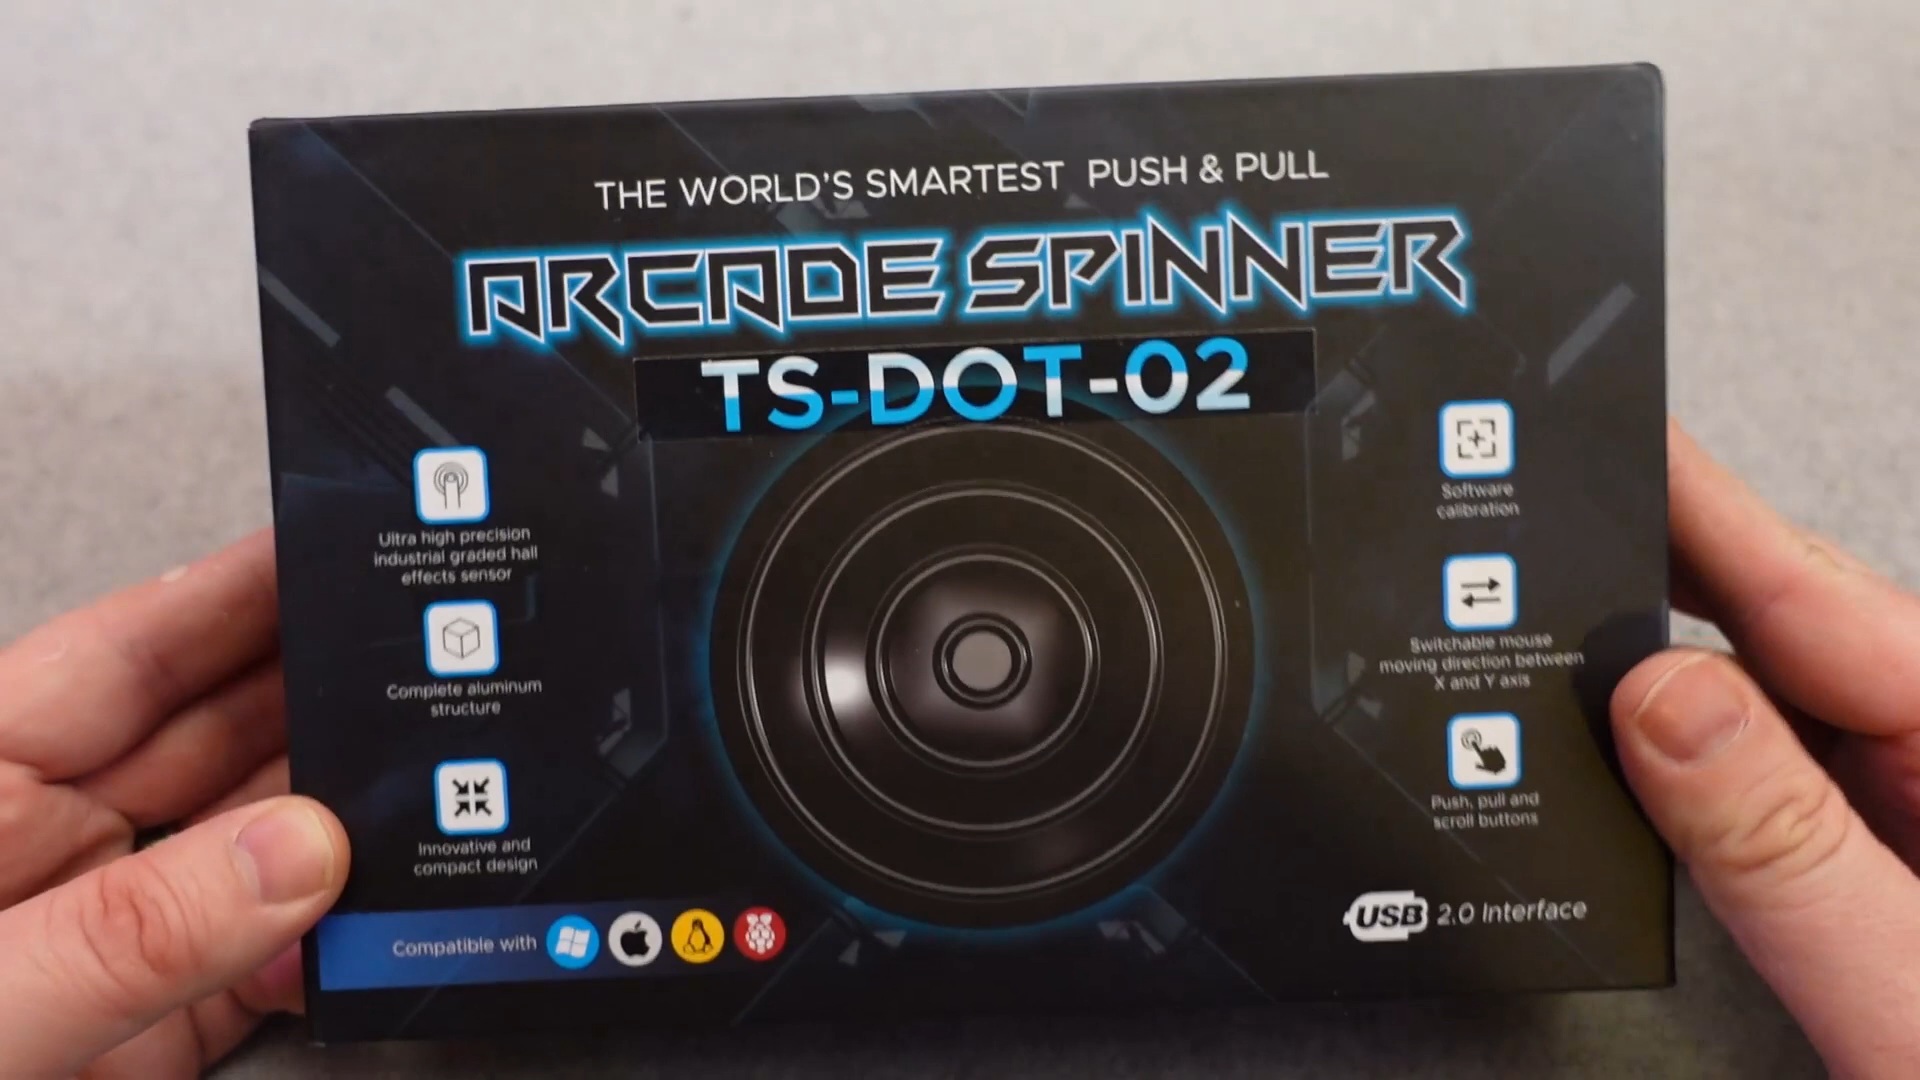 THE WORLD'S SMARTEST PUSH & PULL
ARCADE SPINNER
TS-DOT-02
Ultra high precision
industrial graded hall
effects sensor
Complete aluminum
structure
Innovative and
compact design
Software
calibration
Switchable mouse
moving direction between
X and Y axis
Push, pull and
scroll buttons
Compatible with
USB 2.0 Interface